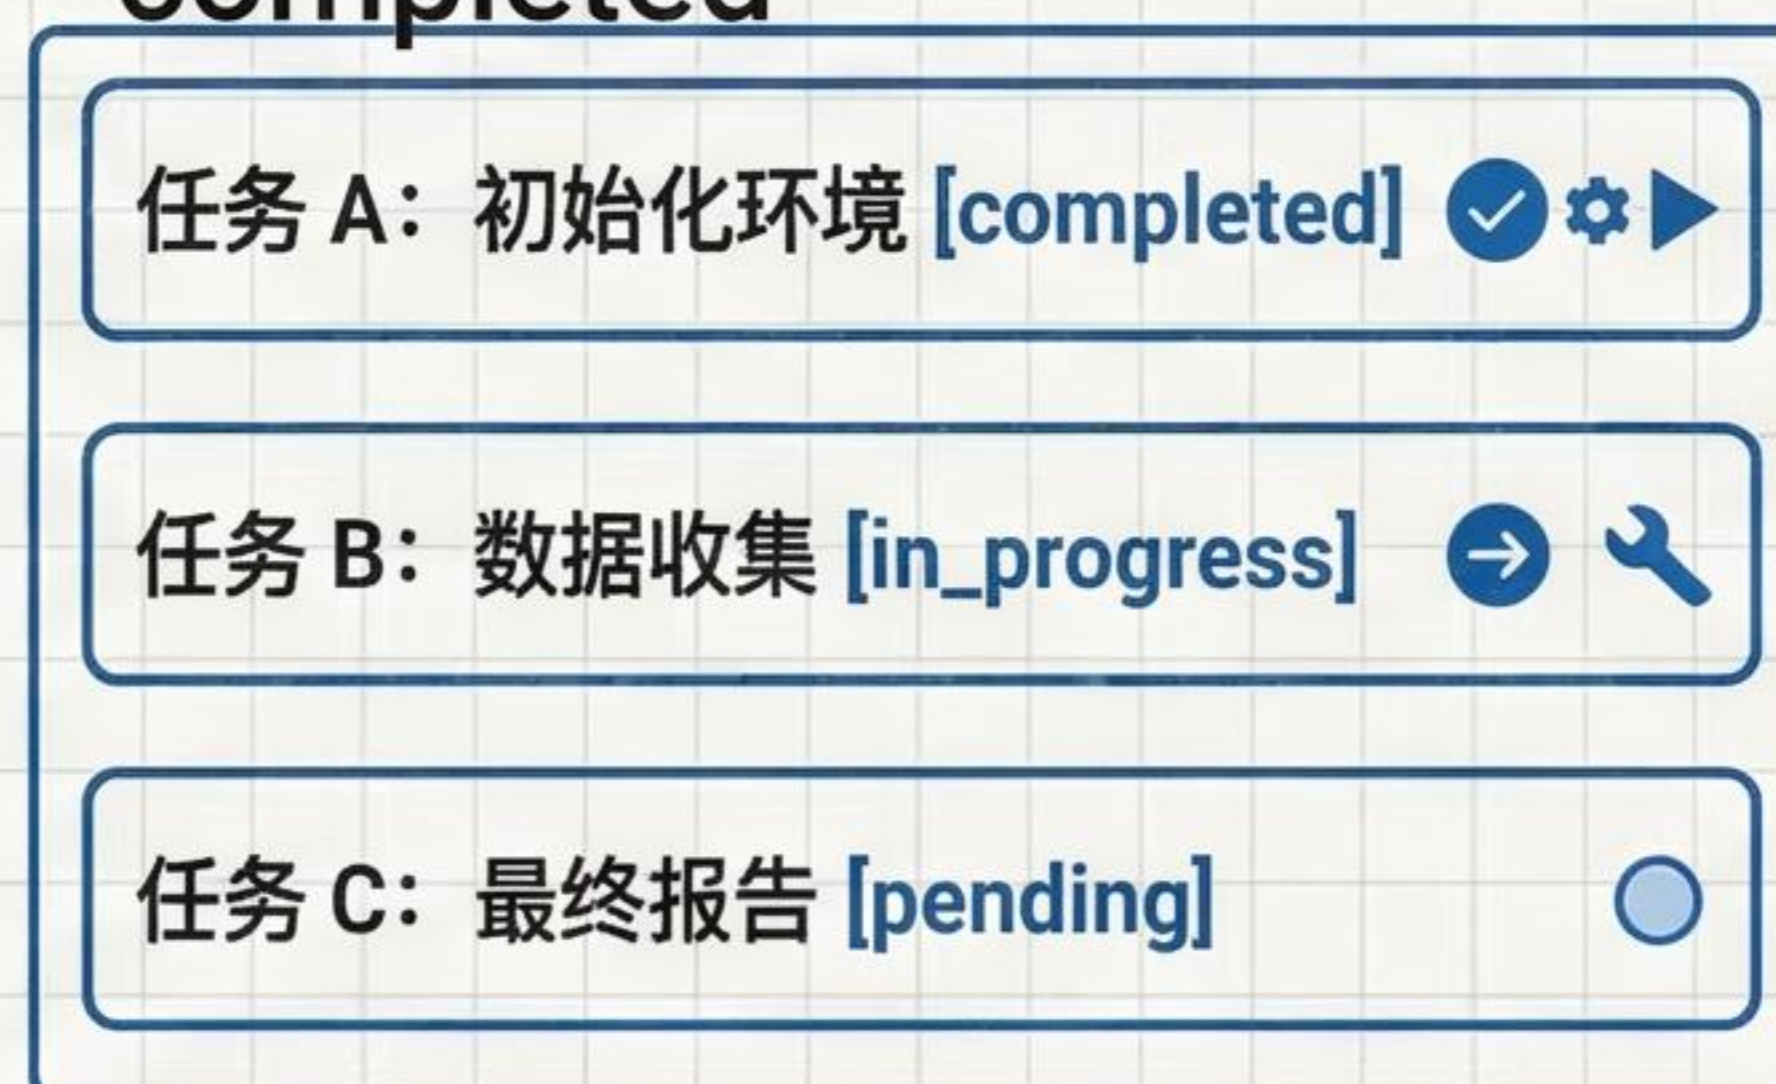 completed
任务 A：初始化环境 [completed]
任务 B：数据收集 [in_progress]
任务 C：最终报告 [pending]